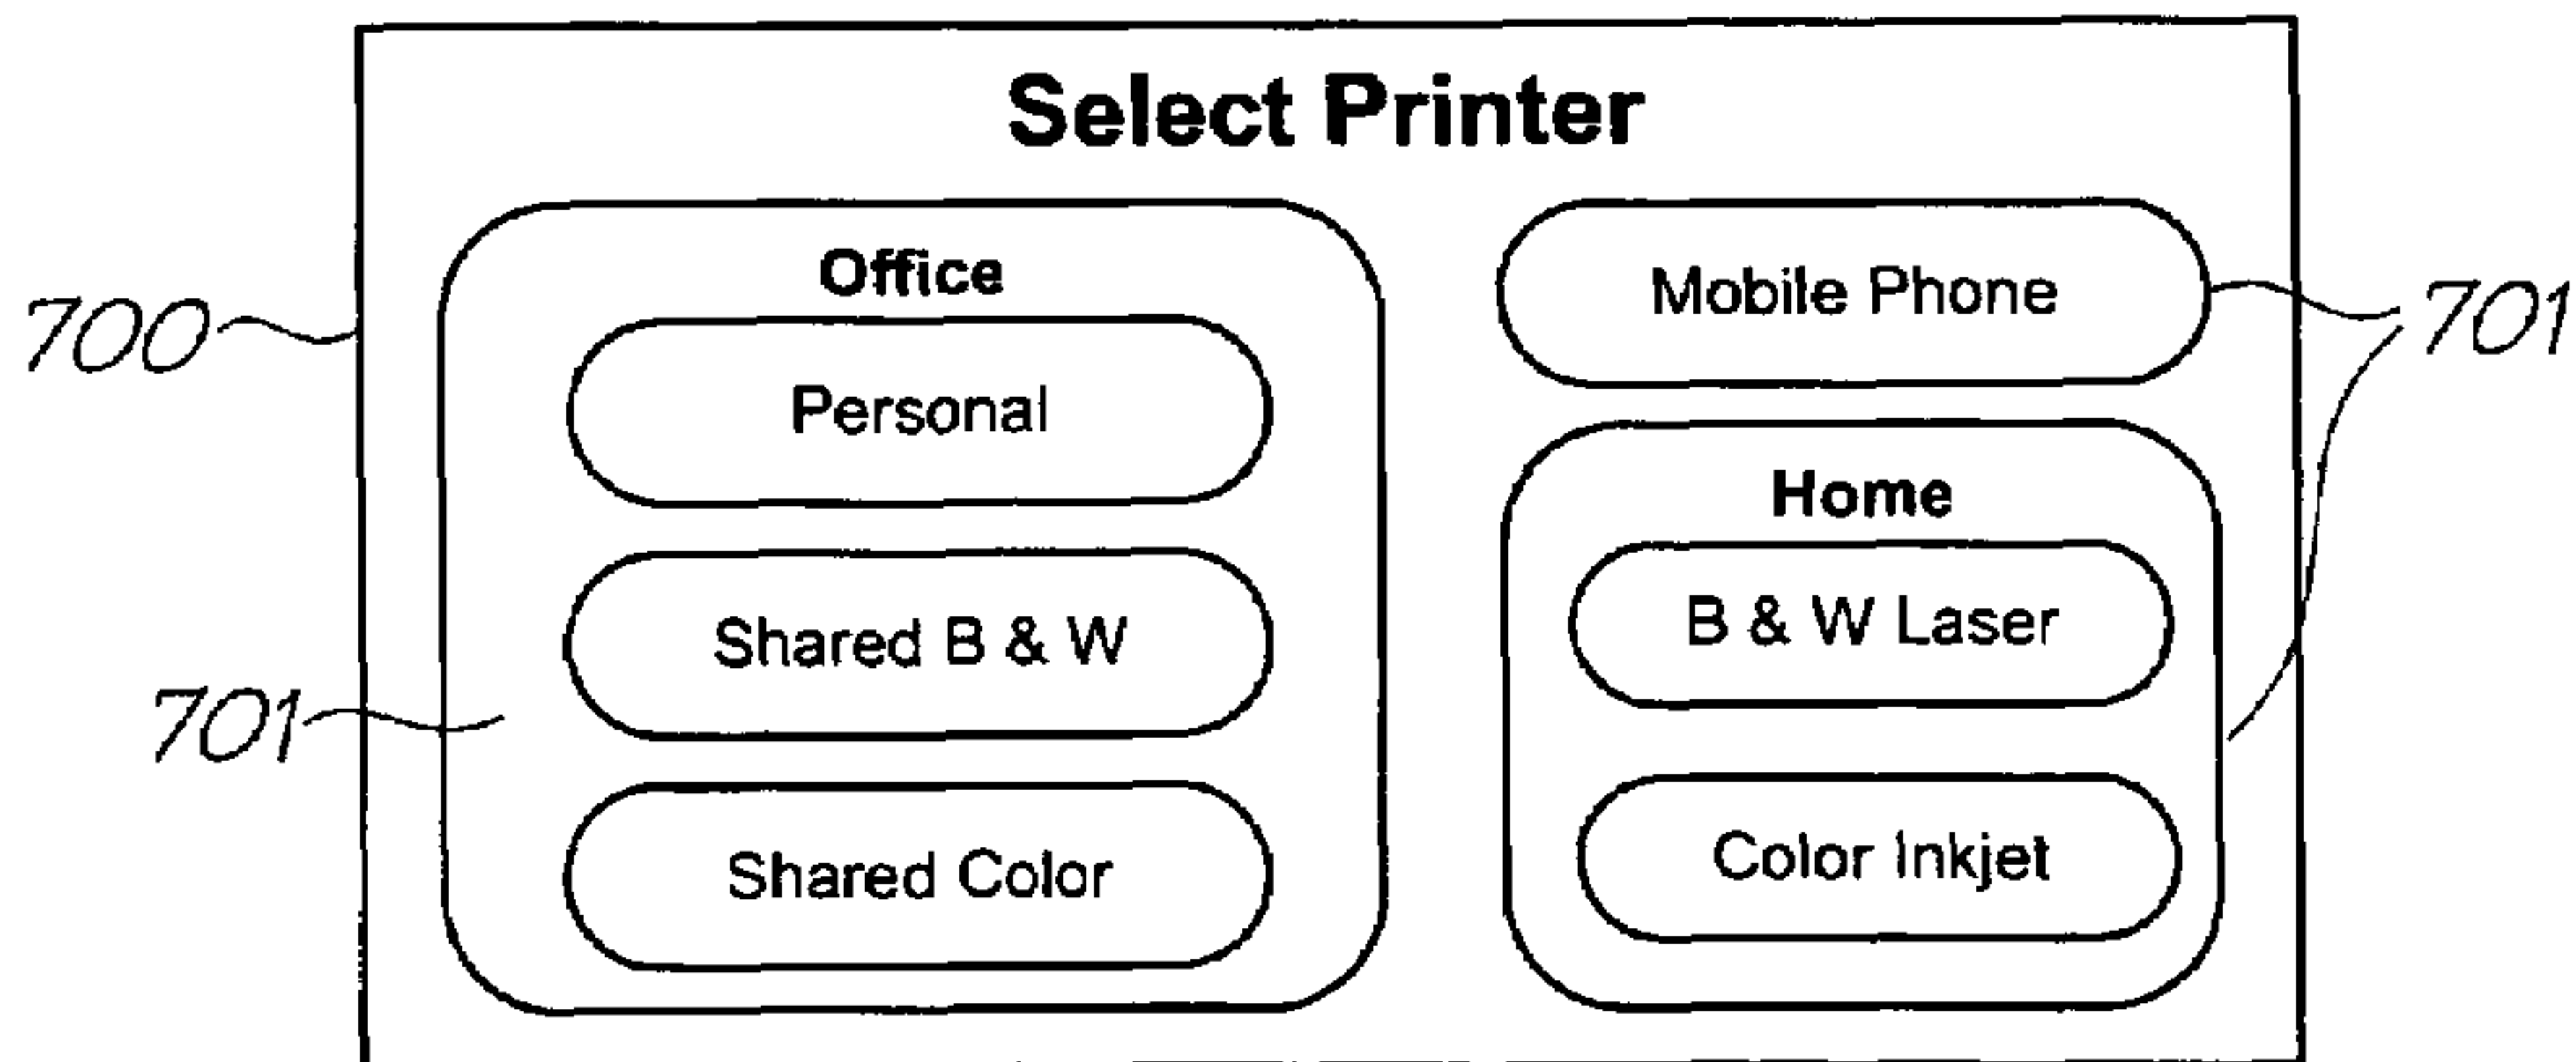 Select Printer
Office
Personal
Shared B & W
Shared Color
Mobile Phone
Home
B & W Laser
Color Inkjet
700
701
701